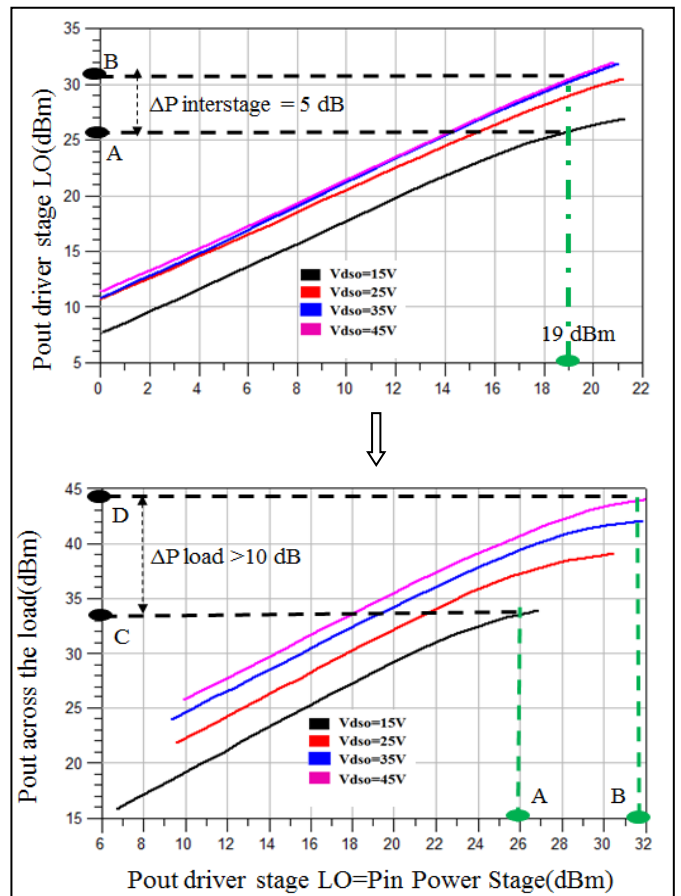 35
30
25
20
15
10
5
B
ΔP interstage = 5 dB
A
Vdso=15V
Vdso=25V
Vdso=35V
Vdso=45V
19 dBm
0 2 4 6 8 10 12 14 16 18 20 22
Pout driver stage LO(dBm)
45
40
35
30
25
20
15
D
ΔP load >10 dB
C
Vdso=15V
Vdso=25V
Vdso=35V
Vdso=45V
A B
6 8 10 12 14 16 18 20 22 24 26 28 30 32
Pout across the load(dBm)
Pout driver stage LO=Pin Power Stage(dBm)